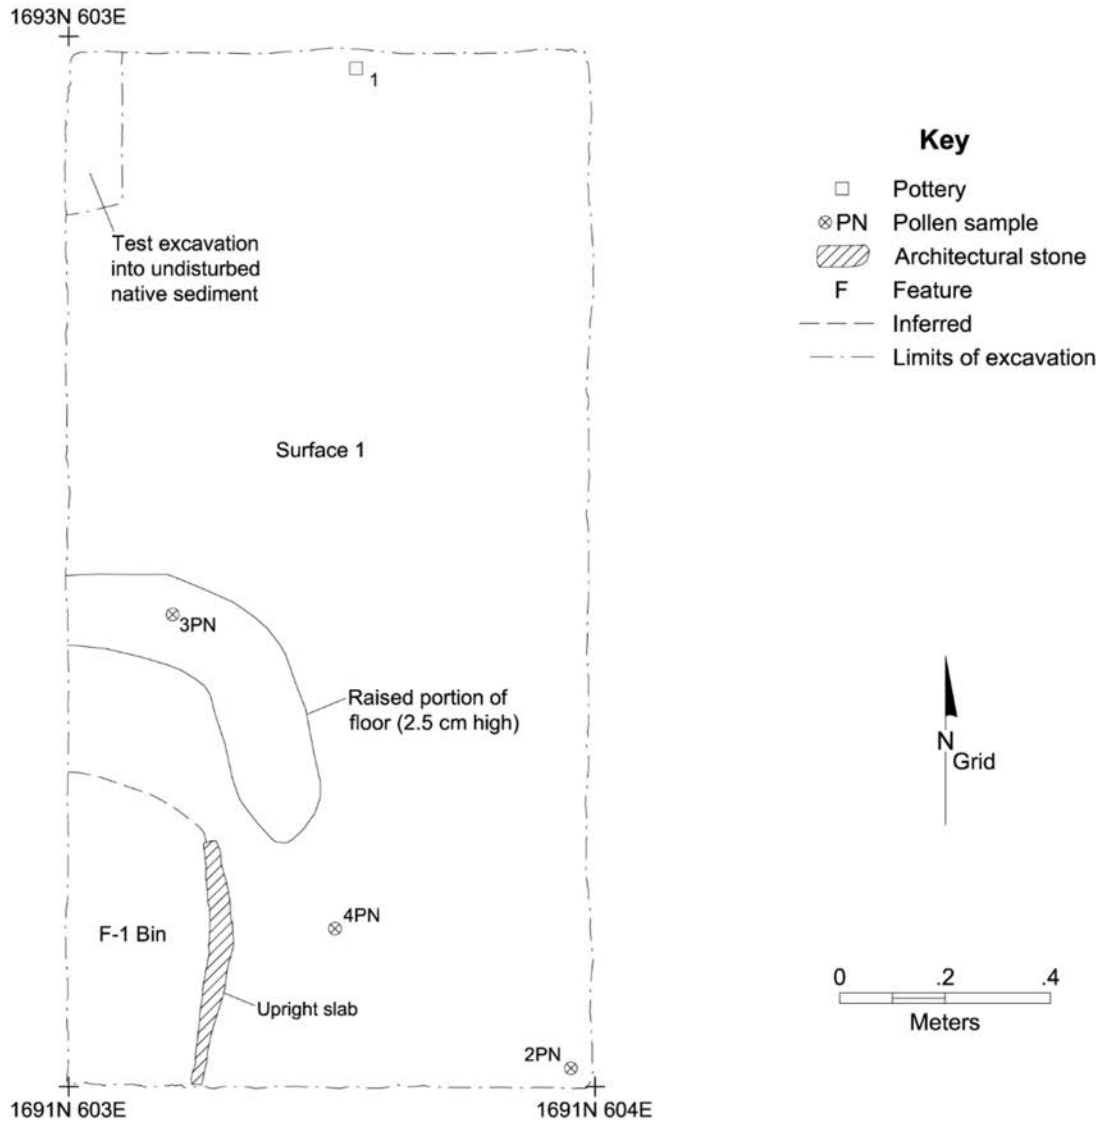 1693N 603E
1
Test excavation
into undisturbed
native sediment
Key
Pottery
PN Pollen sample
Architectural stone
F Feature
Inferred
Limits of excavation
Surface 1
3PN
Raised portion of
floor (2.5 cm high)
N
Grid
4PN
F-1 Bin
Upright slab
0 .2 .4
Meters
2PN
1691N 603E
1691N 604E